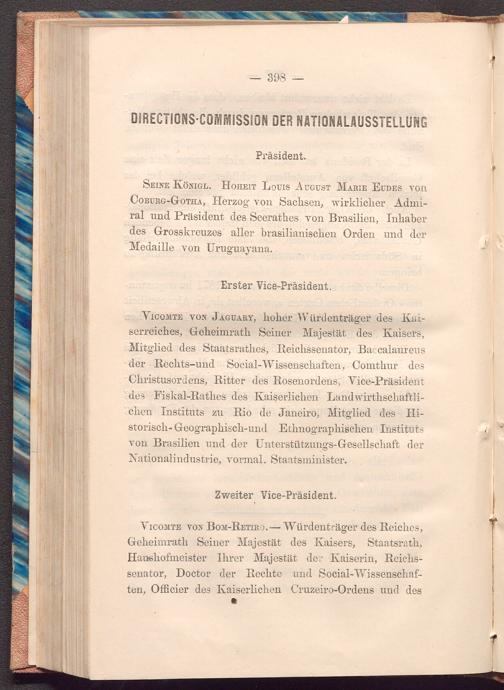 — 398 —
DIRECTIONS-COMMISSION DER NATIONALAUSSTELLUNG
Präsident.
Seine Königl. Hoheit Louis August Marie Eudes von
Coburg-Gotha, Herzog von Sachsen, wirklicher Admi-
ral und Präsident des Seerathes von Brasilien, Inhaber
des Grosskreuzes aller brasilianischen Orden und der
Medaille von Uruguayana.
Erster Vice-Präsident.
Vicomte von Jaguary, hoher Würdenträger des Kai-
serreiches, Geheimrath Seiner Majestät des Kaisers,
Mitglied des Staatsrathes, Reichssenator, Baccalaureus
der Rechts-und Social-Wissenschaften, Comthur des
Christusordens, Ritter des Rosenordens, Vice-Präsident
des Fiskal-Rathes des Kaiserlichen Landwirthschaftli-
chen Instituts zu Rio de Janeiro, Mitglied des Hi-
storisch-Geographisch-und Ethnographischen Instituts
von Brasilien und der Unterstützungs-Gesellschaft der
Nationalindustrie, vormal. Staatsminister.
Zweiter Vice-Präsident.
Vicomte von Bom-Retiro.— Würdenträger des Reiches,
Geheimrath Seiner Majestät des Kaisers, Staatsrath,
Haushofmeister Ihrer Majestät der Kaiserin, Reichs-
senator, Doctor der Rechte und Social-Wissenschaf-
ten, Officier des Kaiserlichen Cruzeiro-Ordens und des